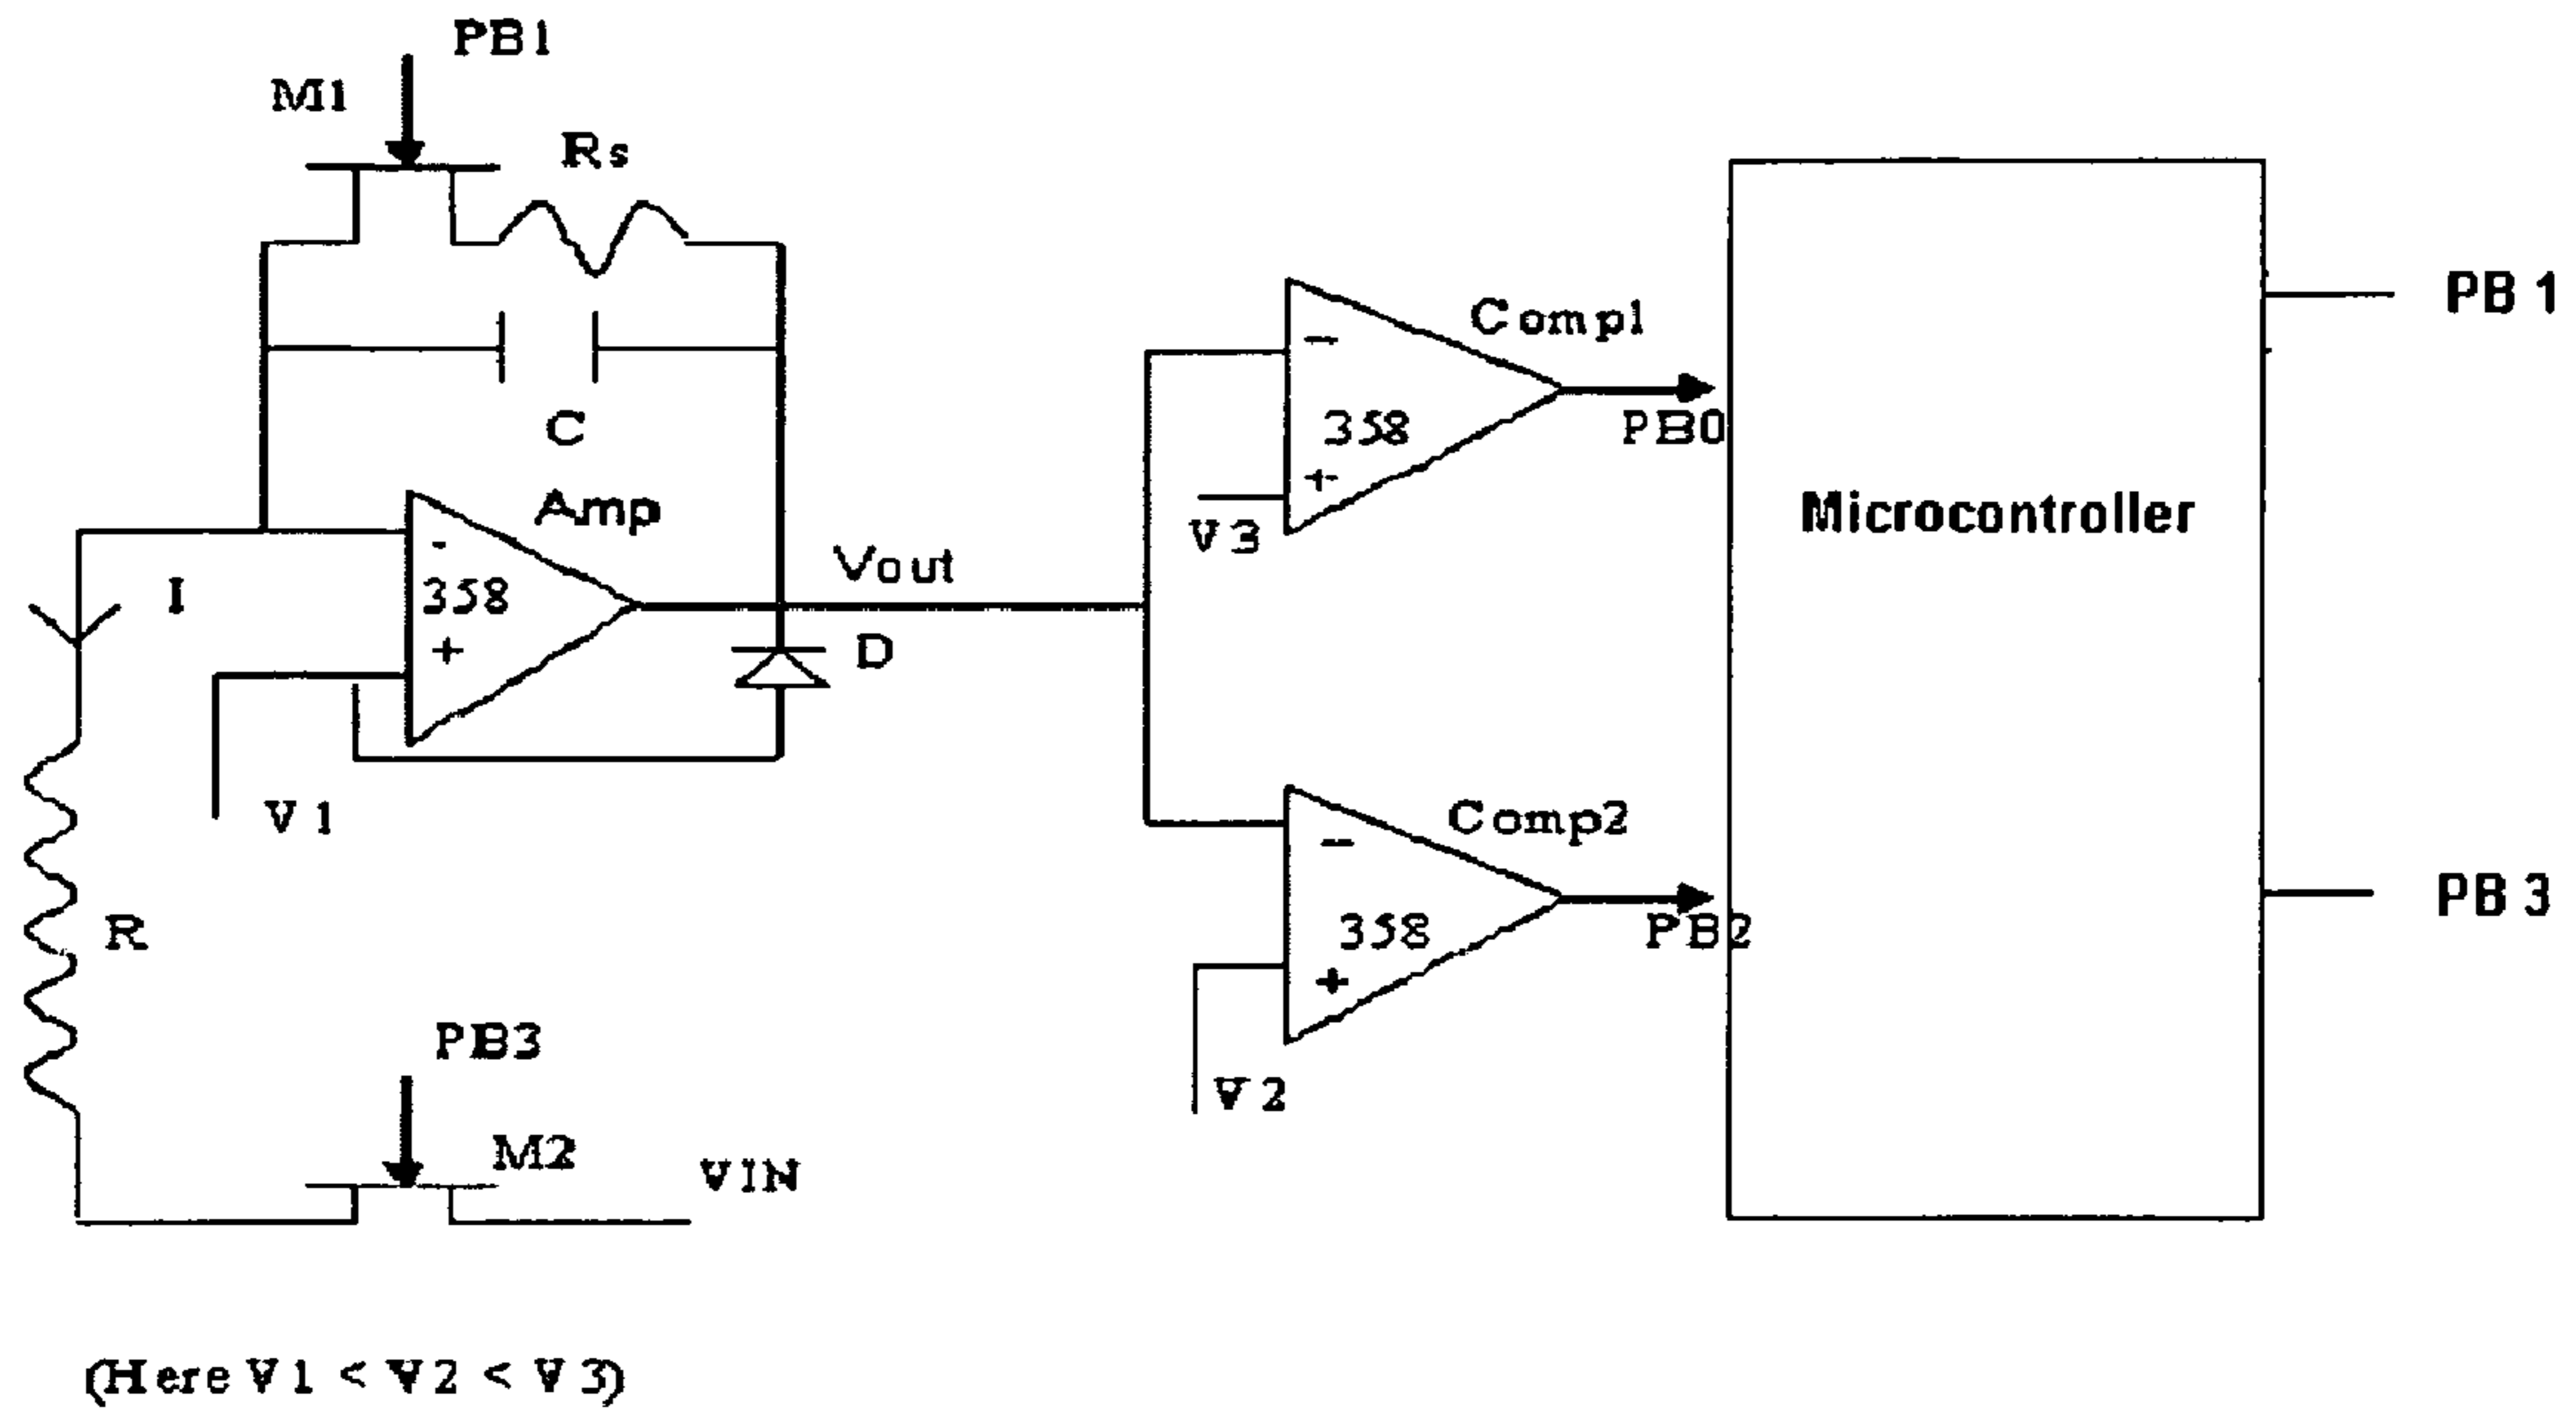 PB1
M1
Rs
C
Amp
-
358
+
I
V1
Vout
D
R
PB3
M2
VIN
Comp1
-
358
+
V3
PB0
Comp2
-
358
+
V2
PB2
Microcontroller
PB 1
PB 3
(Here V1 < V2 < V3)